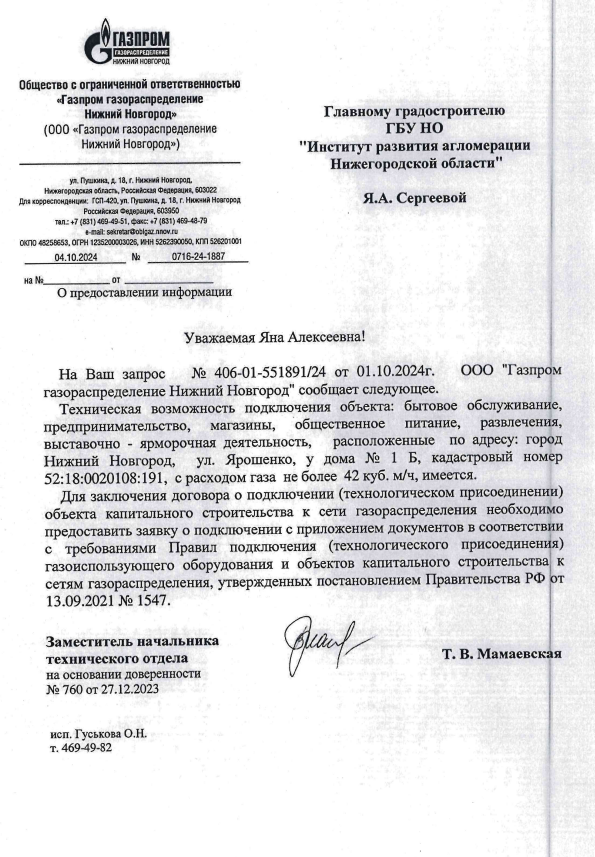 ГАЗПРОМ
ГАЗОРАСПРЕДЕЛЕНИЕ
НИЖНИЙ НОВГОРОД
Общество с ограниченной ответственностью
«Газпром газораспределение
Нижний Новгород»
(ООО «Газпром газораспределение
Нижний Новгород»)
ул. Пушкина, д. 18, г. Нижний Новгород,
Нижегородская область, Российская Федерация, 603022
Для корреспонденции: ГСП-420, ул. Пушкина, д. 18, г. Нижний Новгород
Российская Федерация, 603950
тел.: +7 (831) 469-49-51, факс: +7 (831) 469-48-79
e-mail: sekretar@oblgaz.nnov.ru
ОКПО 48258653, ОГРН 1235200003026, ИНН 5262390050, КПП 526201001
04.10.2024 № 0716-24-1887
на №____________ от ________________
О предоставлении информации
Главному градостроителю
ГБУ НО
"Институт развития агломерации
Нижегородской области"
Я.А. Сергеевой
Уважаемая Яна Алексеевна!
На Ваш запрос № 406-01-551891/24 от 01.10.2024г. ООО "Газпром
газораспределение Нижний Новгород" сообщает следующее.
Техническая возможность подключения объекта: бытовое обслуживание,
предпринимательство, магазины, общественное питание, развлечения,
выставочно - ярморочная деятельность, расположенные по адресу: город
Нижний Новгород, ул. Ярошенко, у дома № 1 Б, кадастровый номер
52:18:0020108:191, с расходом газа не более 42 куб. м/ч, имеется.
Для заключения договора о подключении (технологическом присоединении)
объекта капитального строительства к сети газораспределения необходимо
предоставить заявку о подключении с приложением документов в соответствии
с требованиями Правил подключения (технологического присоединения)
газоиспользующего оборудования и объектов капитального строительства к
сетям газораспределения, утвержденных постановлением Правительства РФ от
13.09.2021 № 1547.
Заместитель начальника
технического отдела
на основании доверенности
№ 760 от 27.12.2023
Т. В. Мамаевская
исп. Гуськова О.Н.
т. 469-49-82